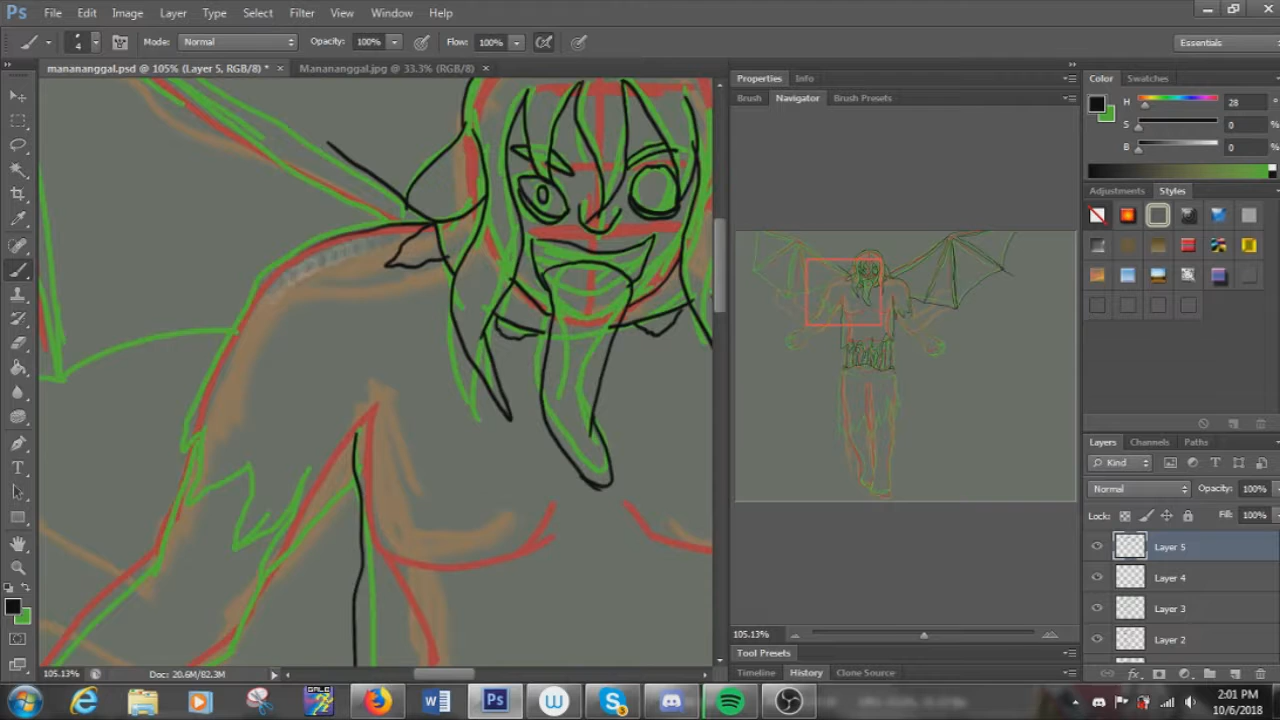 Ps File Edit Image Layer Type Select Filter View Window Help
4 Mode: Normal Opacity: 100% Flow: 100% Essentials
manananggal.psd @ 105% (Layer 5, RGB/8) * × Manananggal.jpg @ 33.3% (RGB/8) ×
Properties Info
Brush Navigator Brush Presets
Color Swatches
H 28 °
S 0 %
B 0 %
Adjustments Styles
Layers Channels Paths
Kind
Normal Opacity: 100%
Lock: Fill: 100%
Layer 5
Layer 4
Layer 3
Layer 2
105.13%
Tool Presets
Timeline History Clone Source
105.13% Doc: 20.6M/82.3M
SALE
W
Ps
W
S
5
2:01 PM
10/6/2018